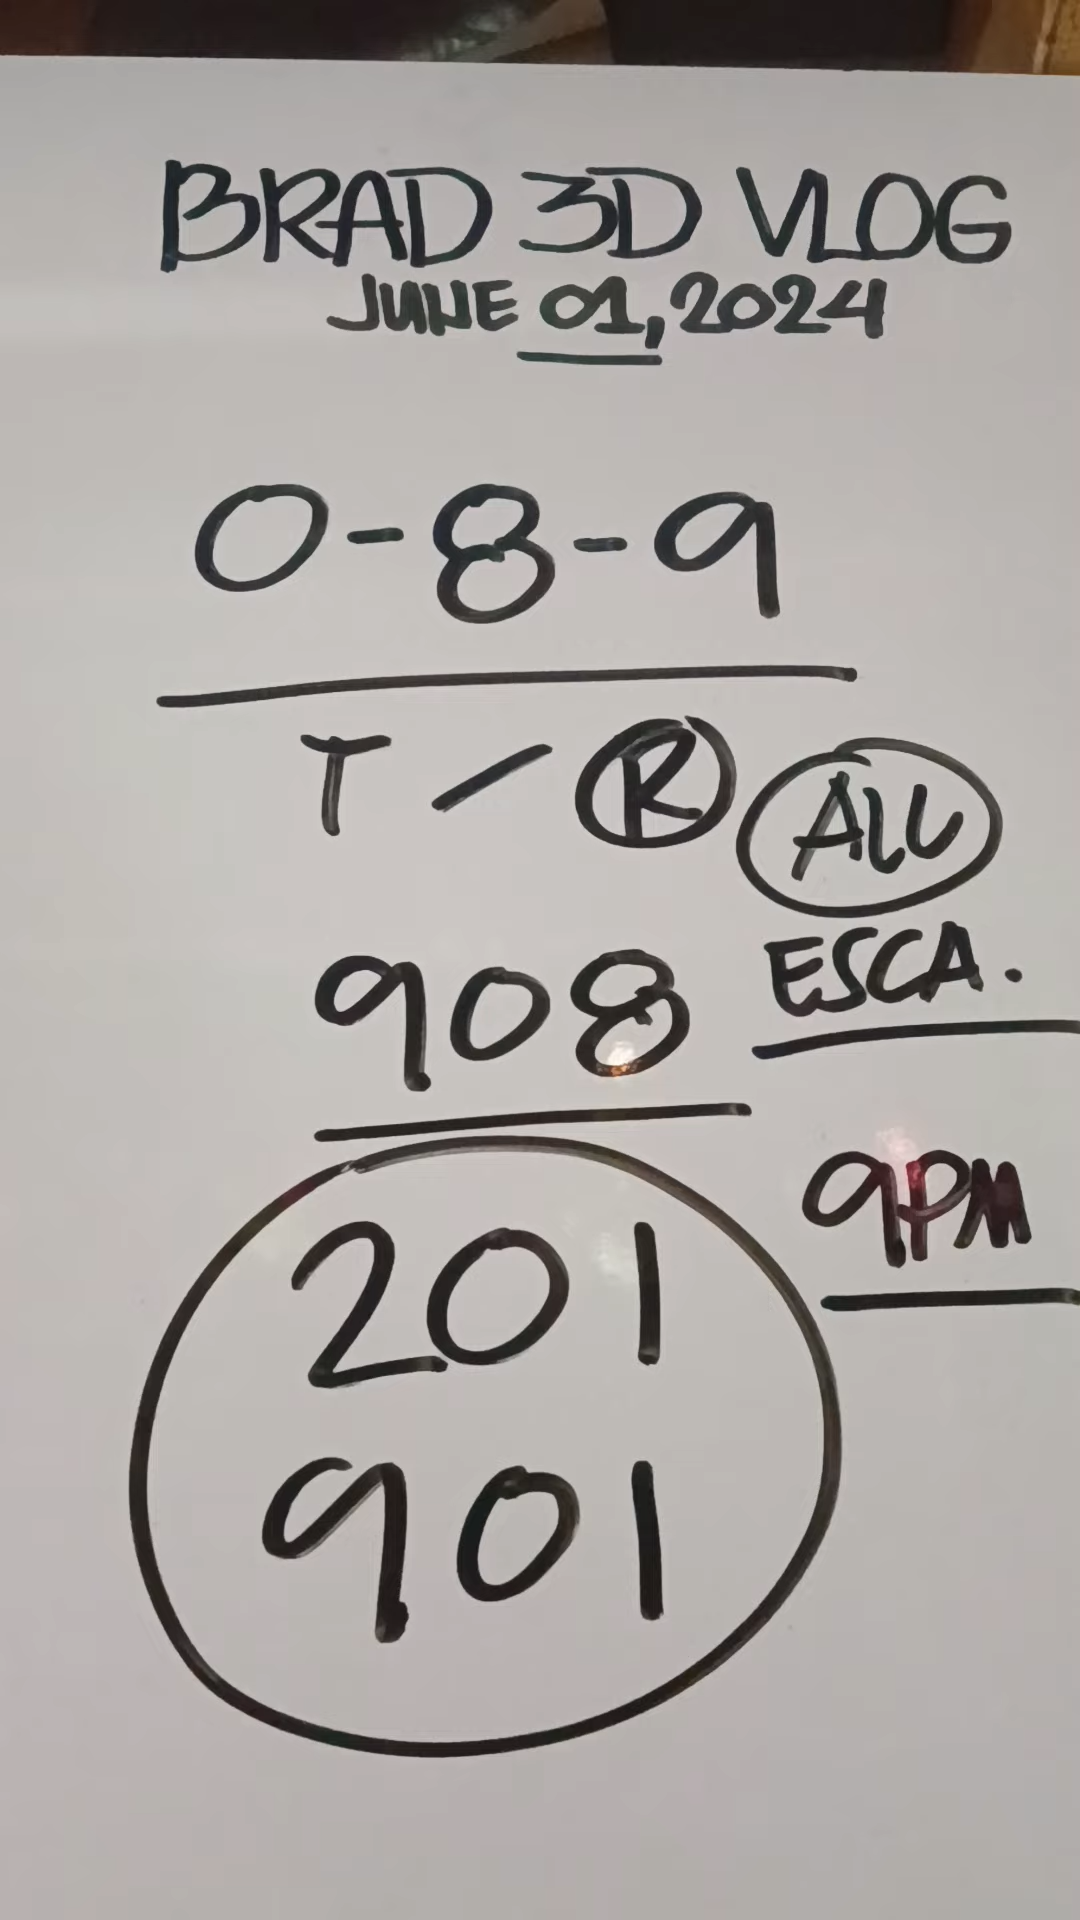 BRAD 3D VLOG
JUNE 01, 2024
0-8-9
T / R ALL
908 ESCA.
9PM
201
901